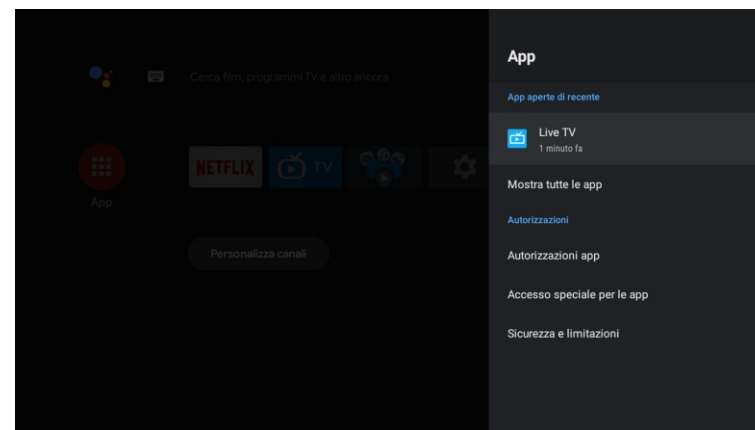 Cerca film, programmi TV e altro ancora
NETFLIX
TV
App
Personalizza canali
App
App aperte di recente
Live TV
1 minuto fa
Mostra tutte le app
Autorizzazioni
Autorizzazioni app
Accesso speciale per le app
Sicurezza e limitazioni